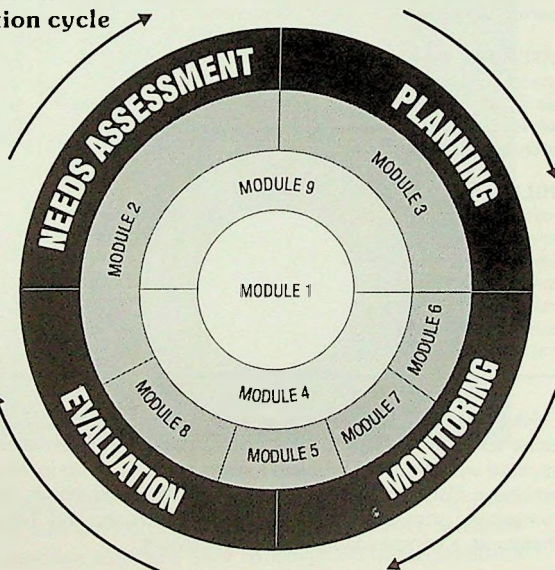 tion cycle
NEEDS ASSESSMENT
PLANNING
MODULE 9
MODULE 3
MODULE 2
MODULE 1
MODULE 6
MODULE 4
MODULE 7
MODULE 8
MODULE 5
EVALUATION
MONITORING